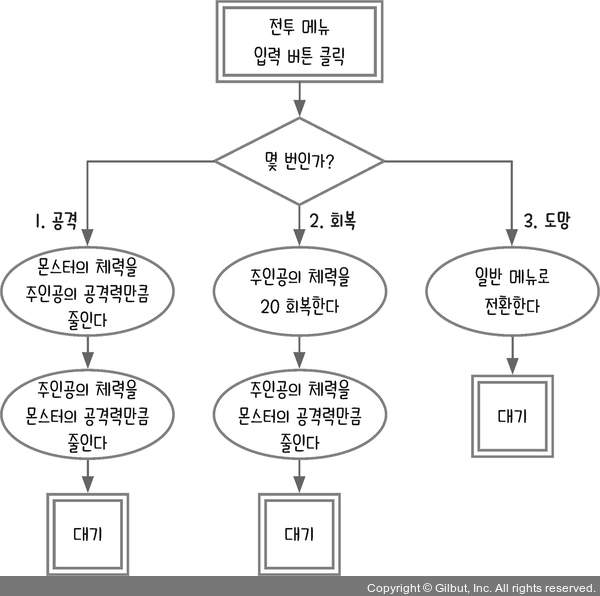 전투 메뉴
입력 버튼 클릭
몇 번인가?
1. 공격
2. 회복
3. 도망
몬스터의 체력을
주인공의 공격력만큼
줄인다
주인공의 체력을
20 회복한다
일반 메뉴로
전환한다
주인공의 체력을
몬스터의 공격력만큼
줄인다
주인공의 체력을
몬스터의 공격력만큼
줄인다
대기
대기
대기
Copyright © Gilbut, Inc. All rights reserved.